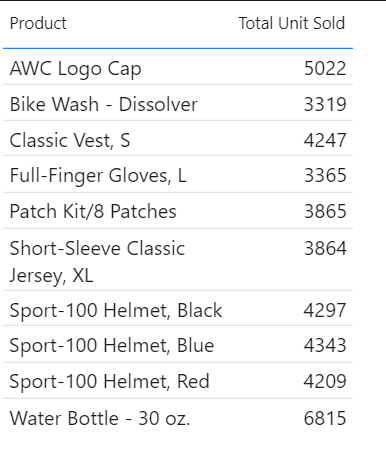 Product Total Unit Sold
AWC Logo Cap 5022
Bike Wash - Dissolver 3319
Classic Vest, S 4247
Full-Finger Gloves, L 3365
Patch Kit/8 Patches 3865
Short-Sleeve Classic 3864
Jersey, XL
Sport-100 Helmet, Black 4297
Sport-100 Helmet, Blue 4343
Sport-100 Helmet, Red 4209
Water Bottle - 30 oz. 6815